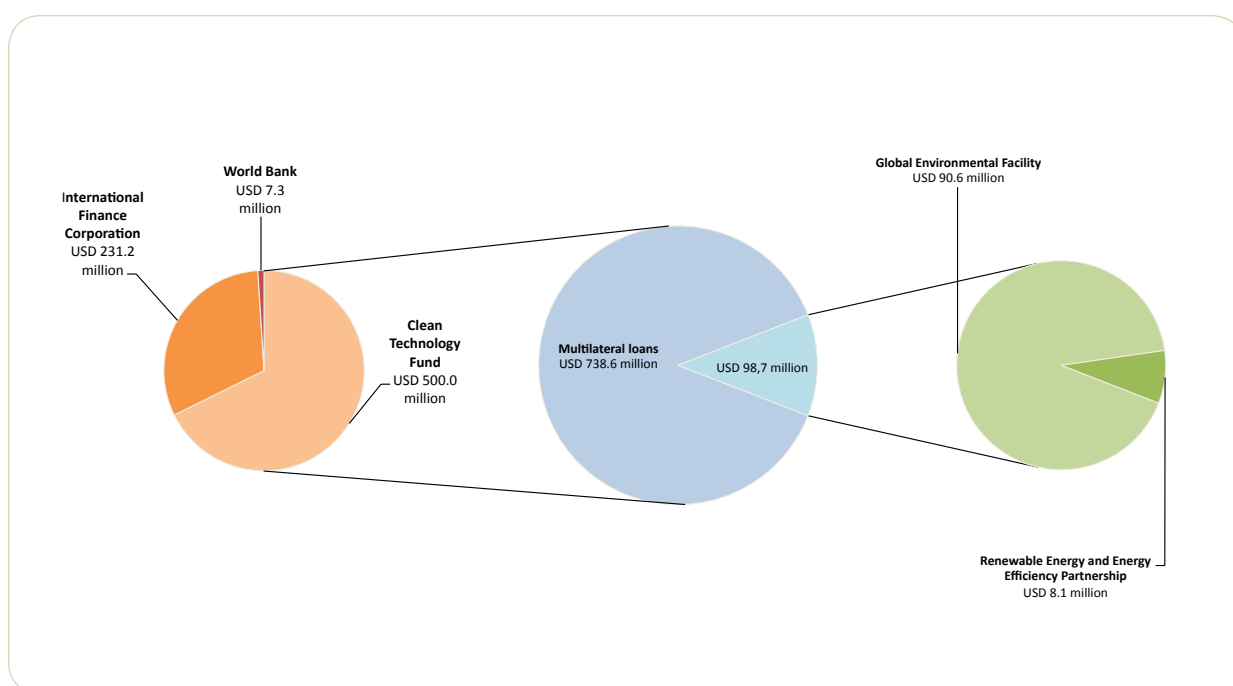 World Bank
USD 7.3
million
International
Finance
Corporation
USD 231.2
million
Clean
Technology
Fund
USD 500.0
million
Multilateral loans
USD 738.6 million
USD 98,7 million
Global Environmental Facility
USD 90.6 million
Renewable Energy and Energy
Efficiency Partnership
USD 8.1 million